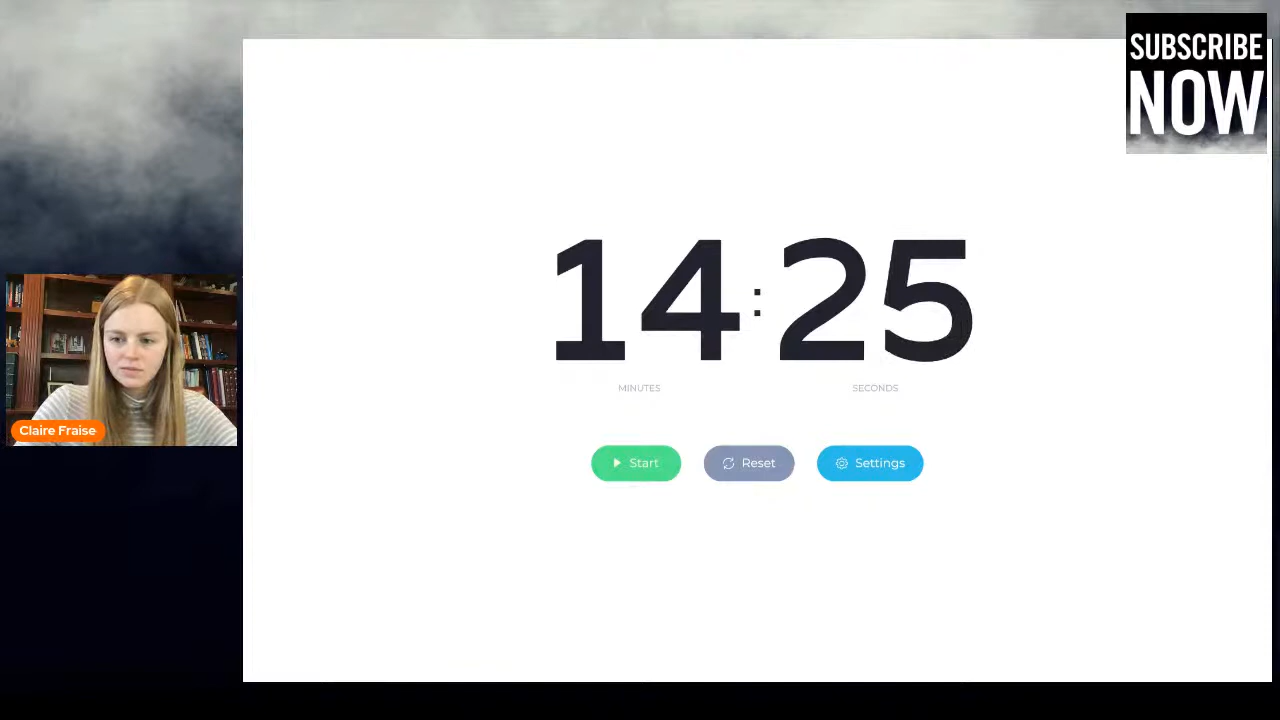 SUBSCRIBE
NOW
14:25
MINUTES SECONDS
Claire Fraise
Start Reset Settings